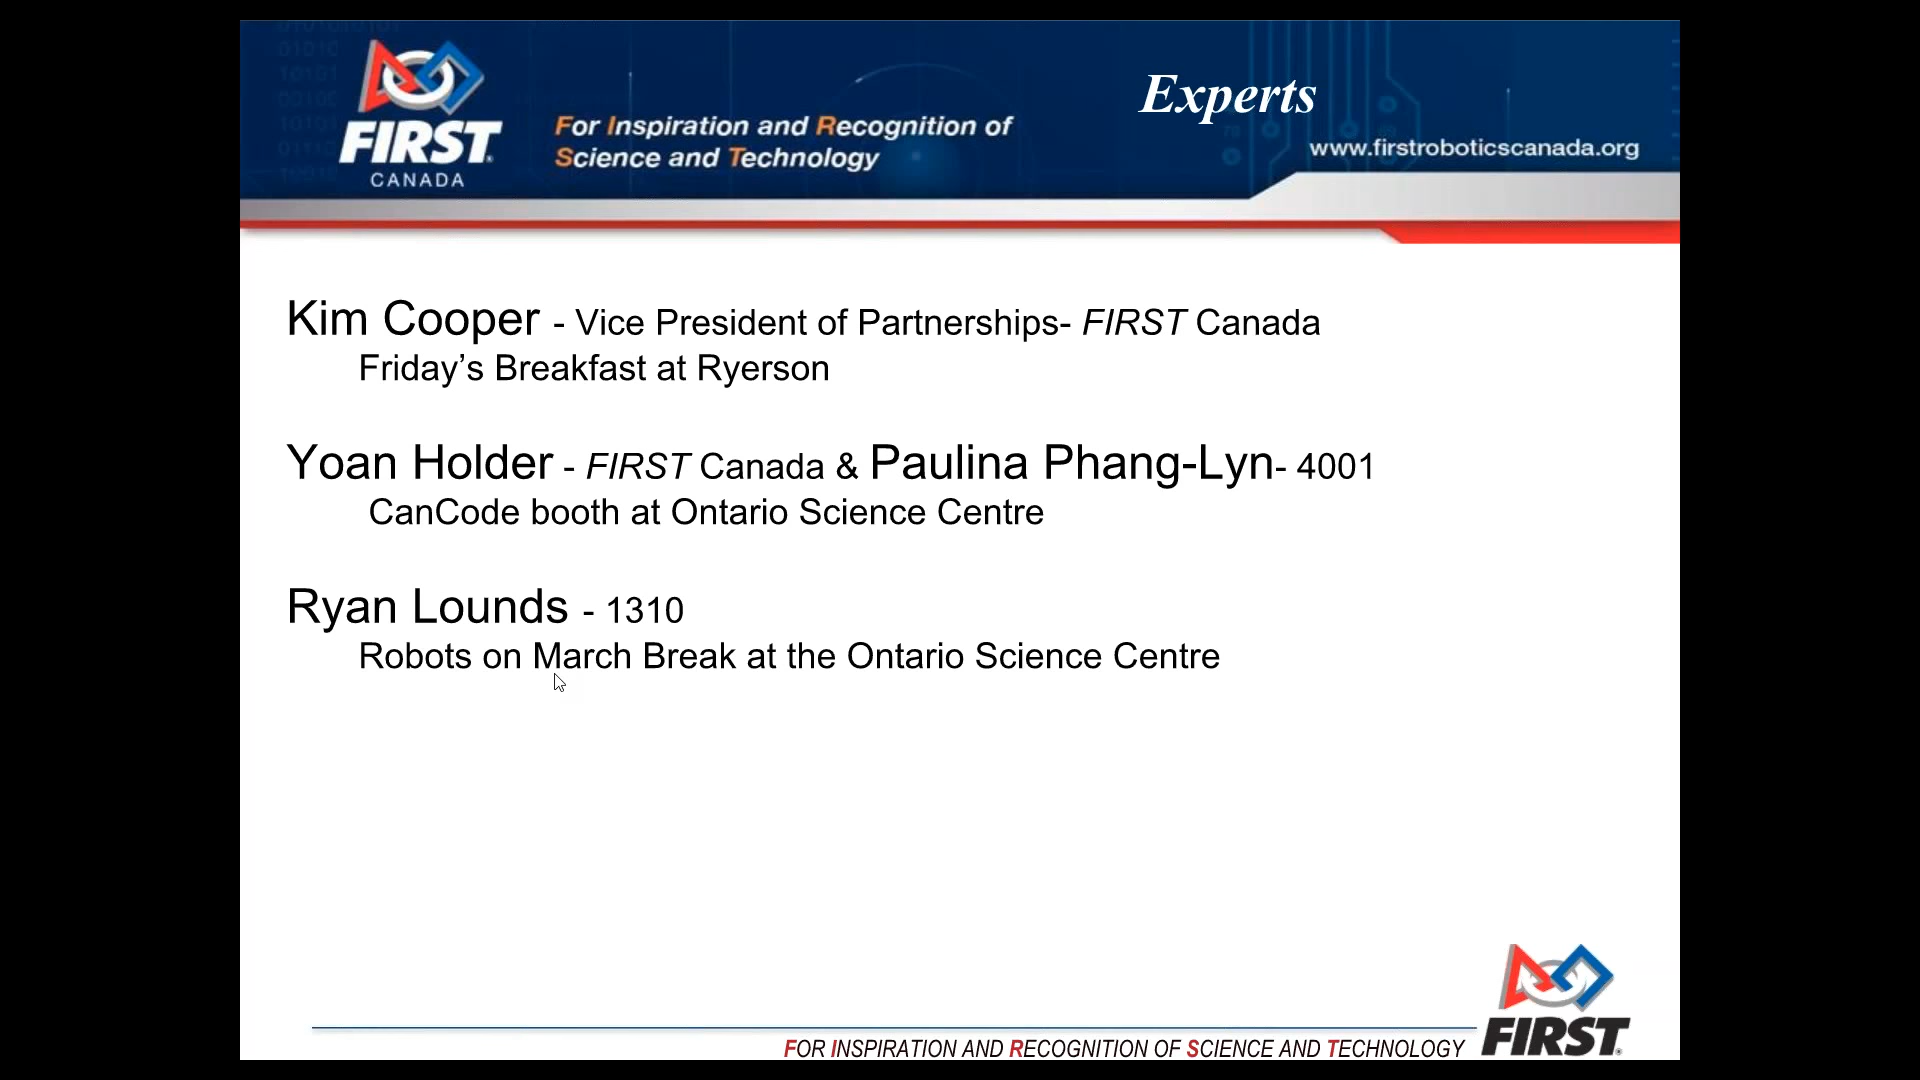 FIRST
CANADA
For Inspiration and Recognition of
Science and Technology
Experts
www.firstroboticscanada.org
Kim Cooper - Vice President of Partnerships- FIRST Canada
Friday’s Breakfast at Ryerson
Yoan Holder - FIRST Canada & Paulina Phang-Lyn- 4001
CanCode booth at Ontario Science Centre
Ryan Lounds - 1310
Robots on March Break at the Ontario Science Centre
FOR INSPIRATION AND RECOGNITION OF SCIENCE AND TECHNOLOGY
FIRST